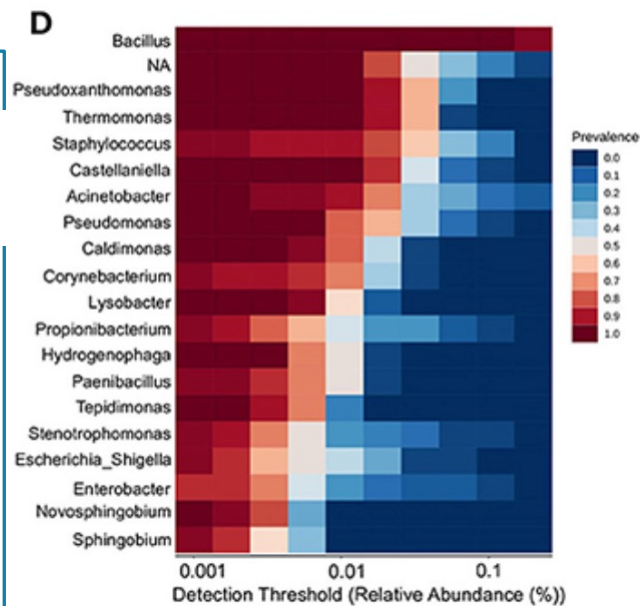 D
Bacillus
NA
Pseudoxanthomonas
Thermomonas
Staphylococcus
Castellaniella
Acinetobacter
Pseudomonas
Caldimonas
Corynebacterium
Lysobacter
Propionibacterium
Hydrogenophaga
Paenibacillus
Tepidimonas
Stenotrophomonas
Escherichia_Shigella
Enterobacter
Novosphingobium
Sphingobium
0.001 0.01 0.1
Detection Threshold (Relative Abundance (%))
Prevalence
0.0
0.1
0.2
0.3
0.4
0.5
0.6
0.7
0.8
0.9
1.0